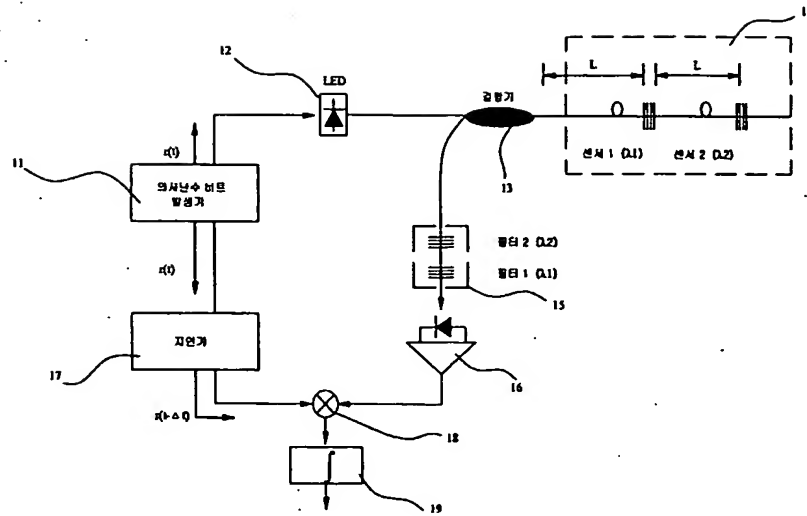 1
12
LED
L
L
결합기
11
r(t)
의사난수 비트
발생기
13
센서 1 (λ1)
센서 2 (λ2)
필터 2 (λ2)
필터 1 (λ1)
r(t)
15
지연기
17
16
r(t-△t)
18
19